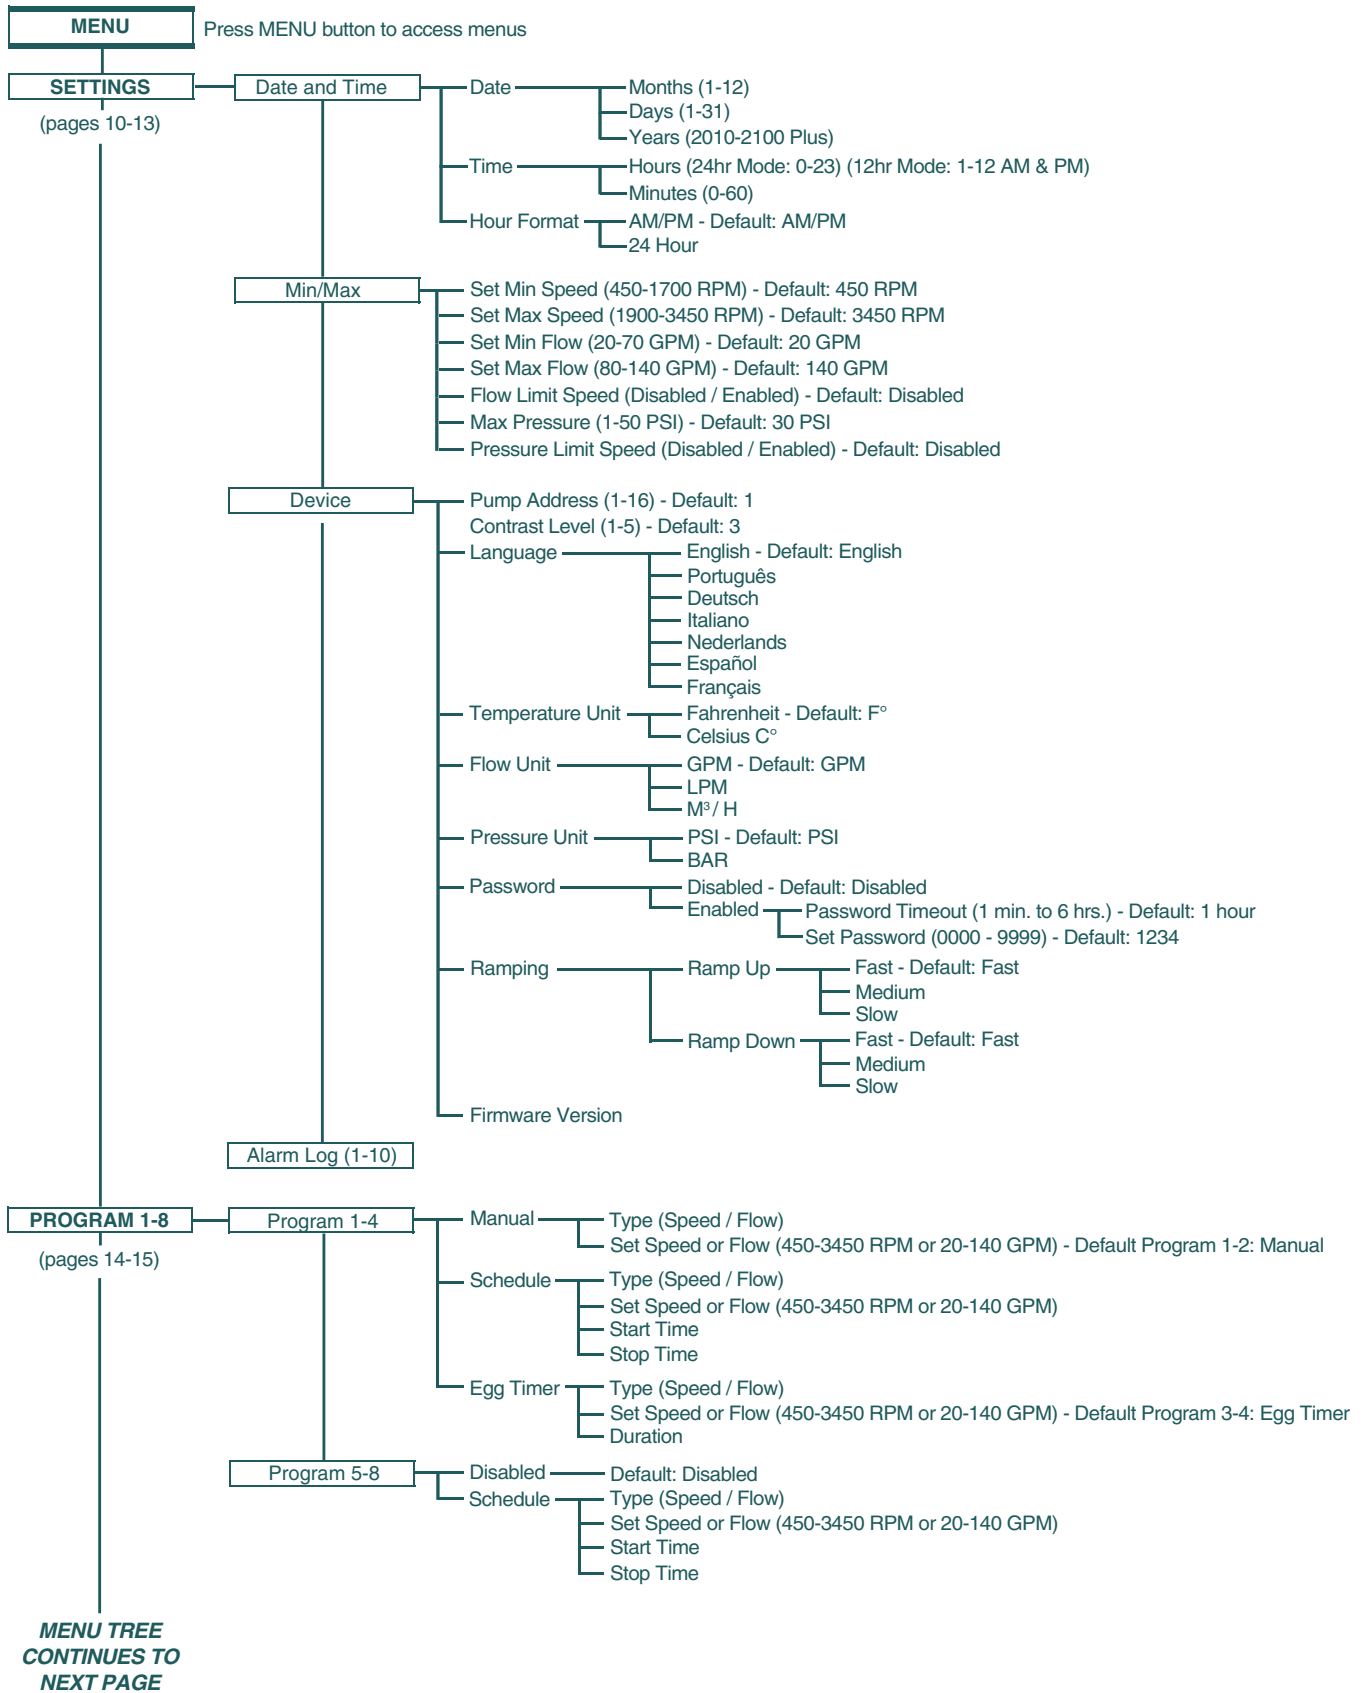 MENU
Press MENU button to access menus
SETTINGS
(pages 10-13)
Date and Time
Date
Months (1-12)
Days (1-31)
Years (2010-2100 Plus)
Time
Hours (24hr Mode: 0-23) (12hr Mode: 1-12 AM & PM)
Minutes (0-60)
Hour Format
AM/PM - Default: AM/PM
24 Hour
Min/Max
Set Min Speed (450-1700 RPM) - Default: 450 RPM
Set Max Speed (1900-3450 RPM) - Default: 3450 RPM
Set Min Flow (20-70 GPM) - Default: 20 GPM
Set Max Flow (80-140 GPM) - Default: 140 GPM
Flow Limit Speed (Disabled / Enabled) - Default: Disabled
Max Pressure (1-50 PSI) - Default: 30 PSI
Pressure Limit Speed (Disabled / Enabled) - Default: Disabled
Device
Pump Address (1-16) - Default: 1
Contrast Level (1-5) - Default: 3
Language
English - Default: English
Português
Deutsch
Italiano
Nederlands
Español
Français
Temperature Unit
Fahrenheit - Default: F°
Celsius C°
Flow Unit
GPM - Default: GPM
LPM
M³ / H
Pressure Unit
PSI - Default: PSI
BAR
Password
Disabled - Default: Disabled
Enabled
Password Timeout (1 min. to 6 hrs.) - Default: 1 hour
Set Password (0000 - 9999) - Default: 1234
Ramping
Ramp Up
Fast - Default: Fast
Medium
Slow
Ramp Down
Fast - Default: Fast
Medium
Slow
Firmware Version
Alarm Log (1-10)
PROGRAM 1-8
(pages 14-15)
Program 1-4
Manual
Type (Speed / Flow)
Set Speed or Flow (450-3450 RPM or 20-140 GPM) - Default Program 1-2: Manual
Schedule
Type (Speed / Flow)
Set Speed or Flow (450-3450 RPM or 20-140 GPM)
Start Time
Stop Time
Egg Timer
Type (Speed / Flow)
Set Speed or Flow (450-3450 RPM or 20-140 GPM) - Default Program 3-4: Egg Timer
Duration
Program 5-8
Disabled
Default: Disabled
Schedule
Type (Speed / Flow)
Set Speed or Flow (450-3450 RPM or 20-140 GPM)
Start Time
Stop Time
MENU TREE
CONTINUES TO
NEXT PAGE